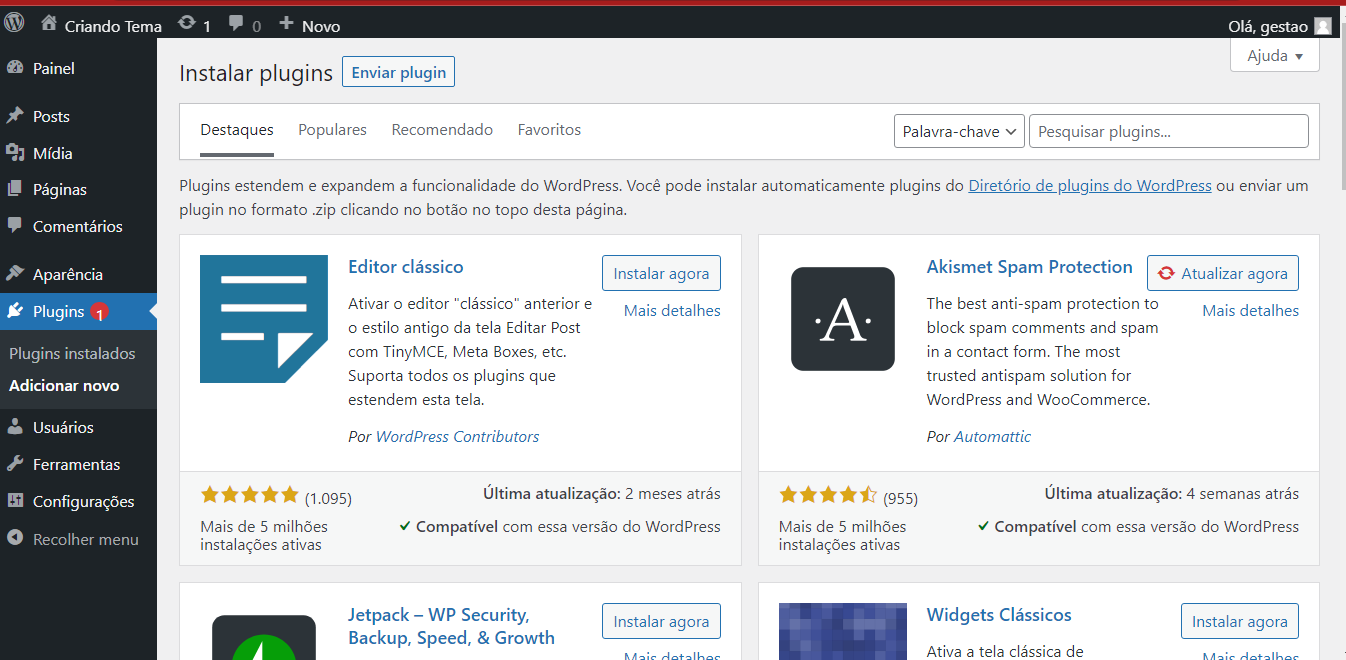 Criando Tema 1 0 Novo Olá, gestao
Ajuda
Painel
Posts
Mídia
Páginas
Comentários
Aparência
Plugins 1
Plugins instalados
Adicionar novo
Usuários
Ferramentas
Configurações
Recolher menu
Instalar plugins Enviar plugin
Destaques Populares Recomendado Favoritos Palavra-chave Pesquisar plugins...
Plugins estendem e expandem a funcionalidade do WordPress. Você pode instalar automaticamente plugins do Diretório de plugins do WordPress ou enviar um
plugin no formato .zip clicando no botão no topo desta página.
Editor clássico
Instalar agora
Mais detalhes
Ativar o editor "clássico" anterior e
o estilo antigo da tela Editar Post
com TinyMCE, Meta Boxes, etc.
Suporta todos os plugins que
estendem esta tela.
Por WordPress Contributors
(1.095)
Mais de 5 milhões
instalações ativas
Última atualização: 2 meses atrás
Compatível com essa versão do WordPress
·A·
Akismet Spam Protection
Atualizar agora
Mais detalhes
The best anti-spam protection to
block spam comments and spam
in a contact form. The most
trusted antispam solution for
WordPress and WooCommerce.
Por Automattic
(955)
Mais de 5 milhões
instalações ativas
Última atualização: 4 semanas atrás
Compatível com essa versão do WordPress
Jetpack – WP Security,
Backup, Speed, & Growth
Instalar agora
Mais detalhes
Widgets Clássicos
Instalar agora
Mais detalhes
Ativa a tela clássica de